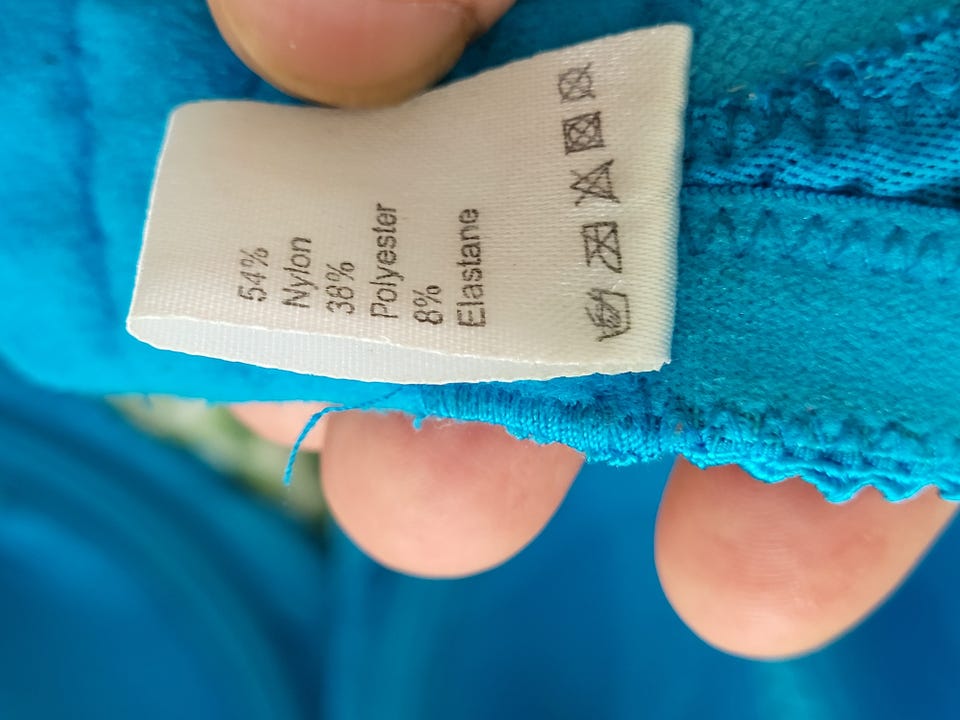 54%
Nylon
38%
Polyester
8%
Elastane